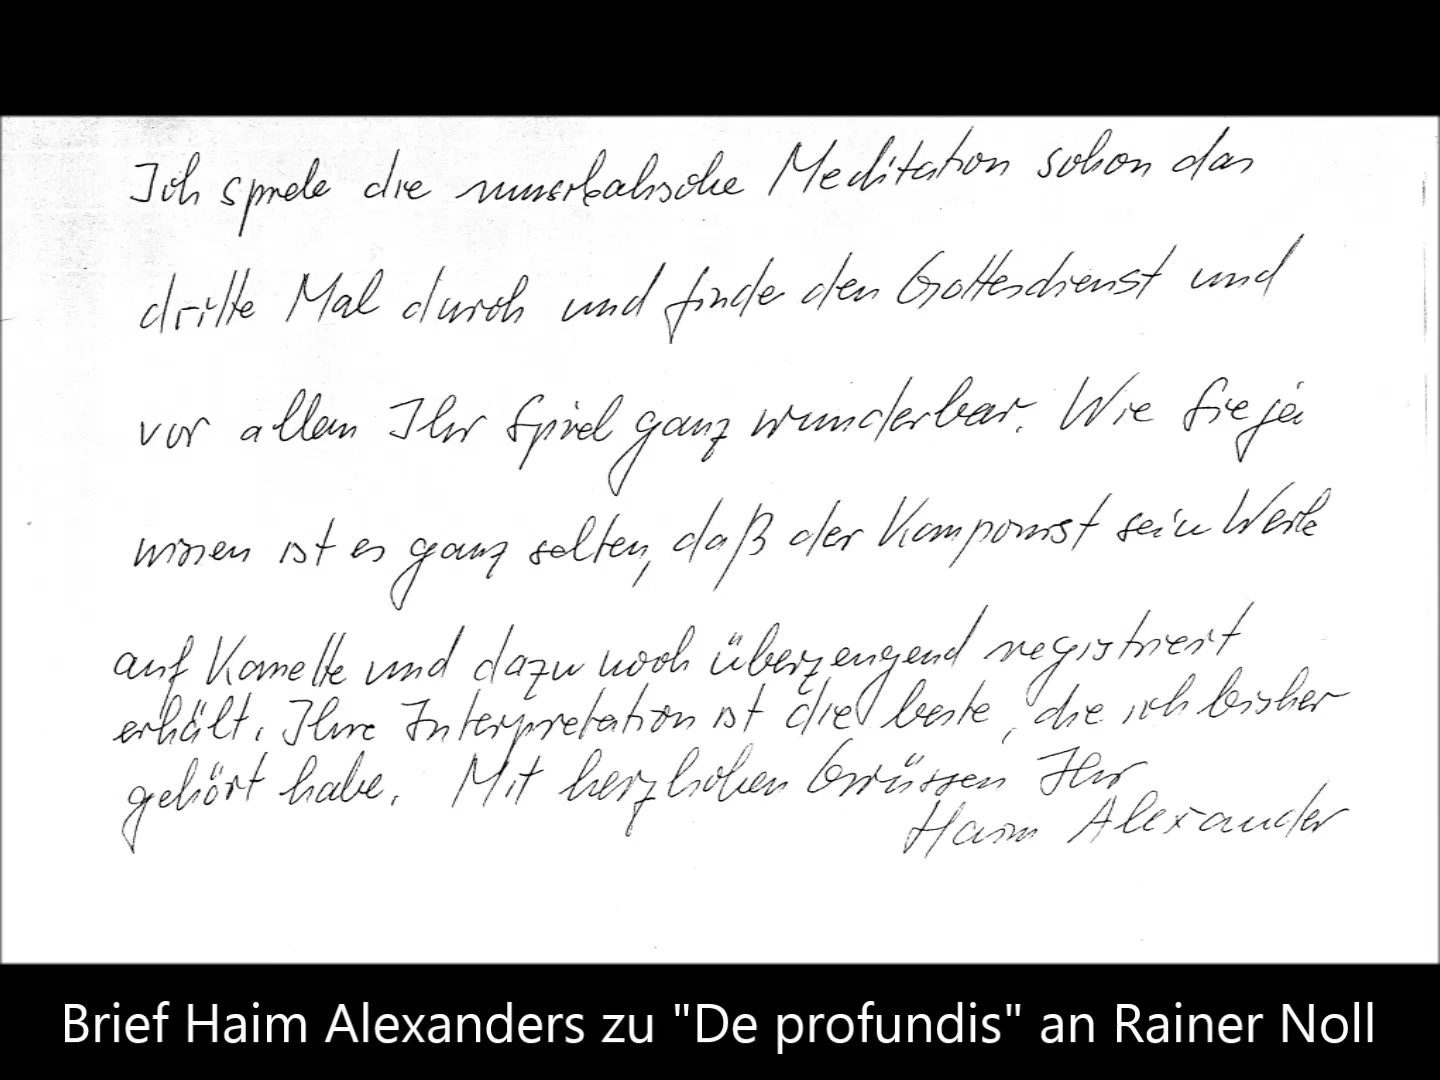 Ich spiele die musikalische Meditation schon das
dritte Mal durch und finde den Gottesdienst und
vor allem Ihr Spiel ganz wunderbar. Wie Sie ja
wissen ist es ganz selten, daß der Komponist sein Werk
auf Kassette und dazu noch überzeugend registriert
erhält. Ihre Interpretation ist die beste, die ich bisher
gehört habe. Mit herzlichen Grüssen Ihr
Haim Alexander
Brief Haim Alexanders zu "De profundis" an Rainer Noll